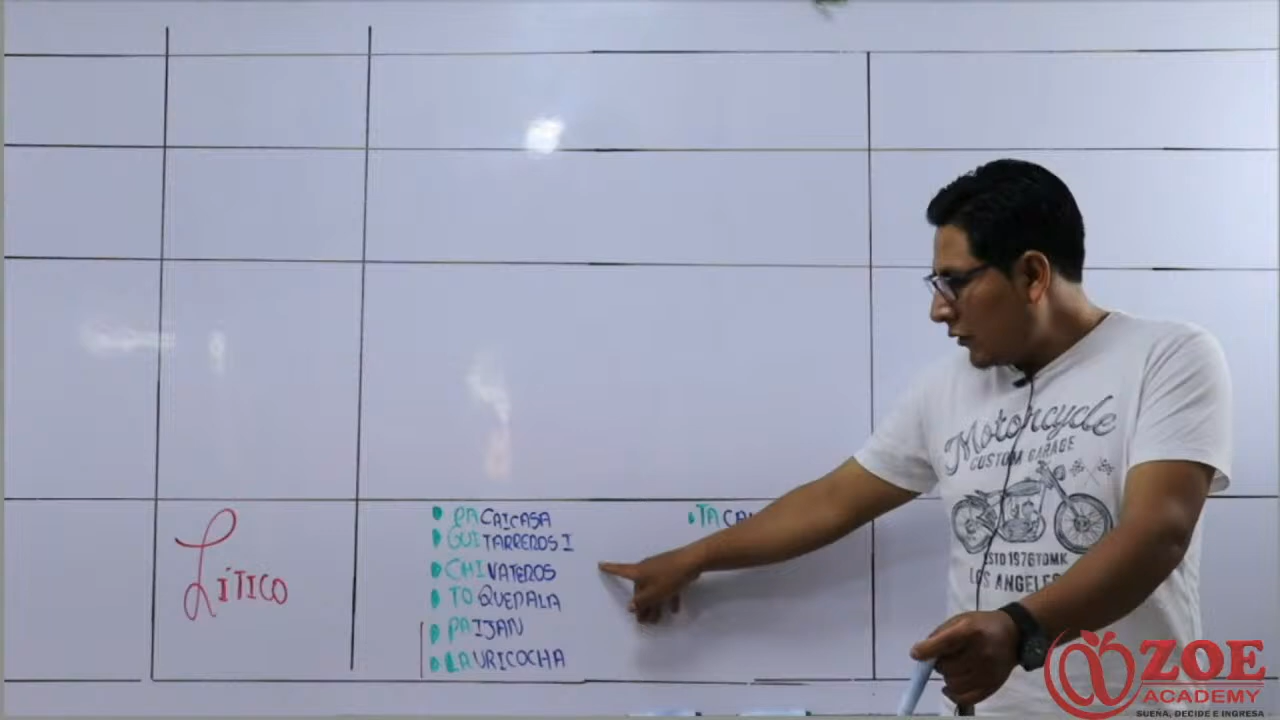 LÍTICO
• PACAICASA
• GUITARREROS I
• CHIVATEROS
• TOQUEPALA
• PAIJAN
• LAURICOCHA
Motorcycle
CUSTOM GARAGE
LOS ANGELES
ZOE
ACADEMY
SUEÑA, DECIDE E INGRESA